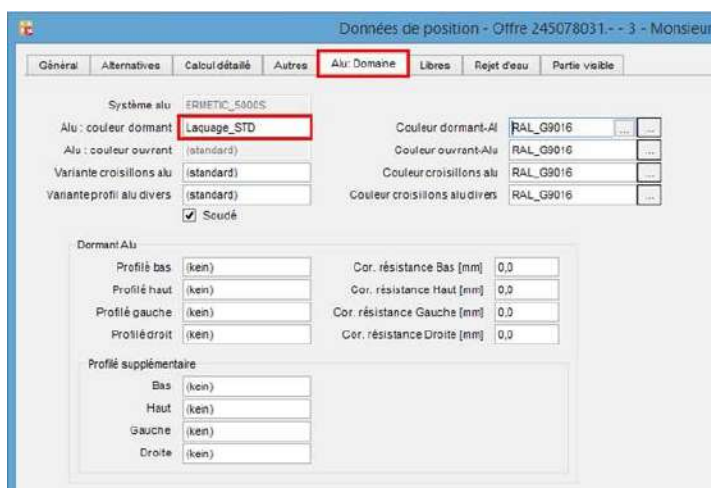 Données de position - Offre 245078031.- - 3 - Monsieur
Général Alternatives Calcul détaillé Autres Alu: Domaine Libres Rejet d'eau Partie visible
Système alu ERMETIC_5000S
Alu : couleur dormant Laquage_STD Couleur dormant-Al RAL_G9016 ... ...
Alu : couleur ouvrant (standard) Couleur ouvrant-Alu RAL_G9016 ...
Variante croisillons alu (standard) Couleur croisillons alu RAL_G9016 ...
Variante profil alu divers (standard) Couleur croisillons alu divers RAL_G9016 ...
Soudé
Dormant Alu
Profilé bas (kein) Cor. résistance Bas [mm] 0,0
Profilé haut (kein) Cor. résistance Haut [mm] 0,0
Profilé gauche (kein) Cor. résistance Gauche [mm] 0,0
Profilé droit (kein) Cor. résistance Droite [mm] 0,0
Profilé supplémentaire
Bas (kein)
Haut (kein)
Gauche (kein)
Droite (kein)